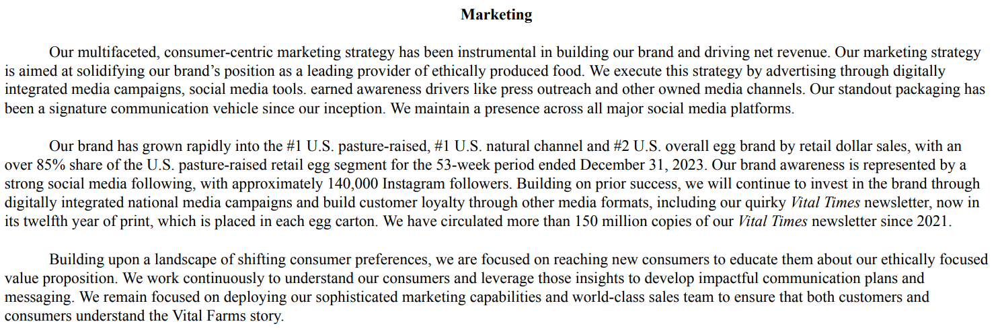 Marketing
Our multifaceted, consumer-centric marketing strategy has been instrumental in building our brand and driving net revenue. Our marketing strategy
is aimed at solidifying our brand’s position as a leading provider of ethically produced food. We execute this strategy by advertising through digitally
integrated media campaigns, social media tools. earned awareness drivers like press outreach and other owned media channels. Our standout packaging has
been a signature communication vehicle since our inception. We maintain a presence across all major social media platforms.
Our brand has grown rapidly into the #1 U.S. pasture-raised, #1 U.S. natural channel and #2 U.S. overall egg brand by retail dollar sales, with an
over 85% share of the U.S. pasture-raised retail egg segment for the 53-week period ended December 31, 2023. Our brand awareness is represented by a
strong social media following, with approximately 140,000 Instagram followers. Building on prior success, we will continue to invest in the brand through
digitally integrated national media campaigns and build customer loyalty through other media formats, including our quirky Vital Times newsletter, now in
its twelfth year of print, which is placed in each egg carton. We have circulated more than 150 million copies of our Vital Times newsletter since 2021.
Building upon a landscape of shifting consumer preferences, we are focused on reaching new consumers to educate them about our ethically focused
value proposition. We work continuously to understand our consumers and leverage those insights to develop impactful communication plans and
messaging. We remain focused on deploying our sophisticated marketing capabilities and world-class sales team to ensure that both customers and
consumers understand the Vital Farms story.